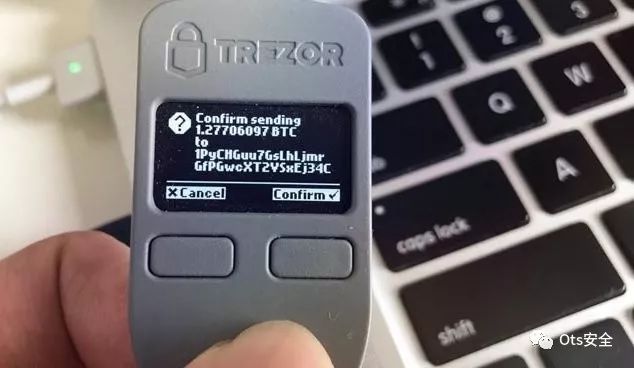 TREZOR
Confirm sending
1.27706097 BTC
to
1PyCHGuu7GsLhLjmr
GfPGwcXT2VSxEj34C
Cancel Confirm
!
1
@
2
Q
W
A
caps lock
shift
Ots安全